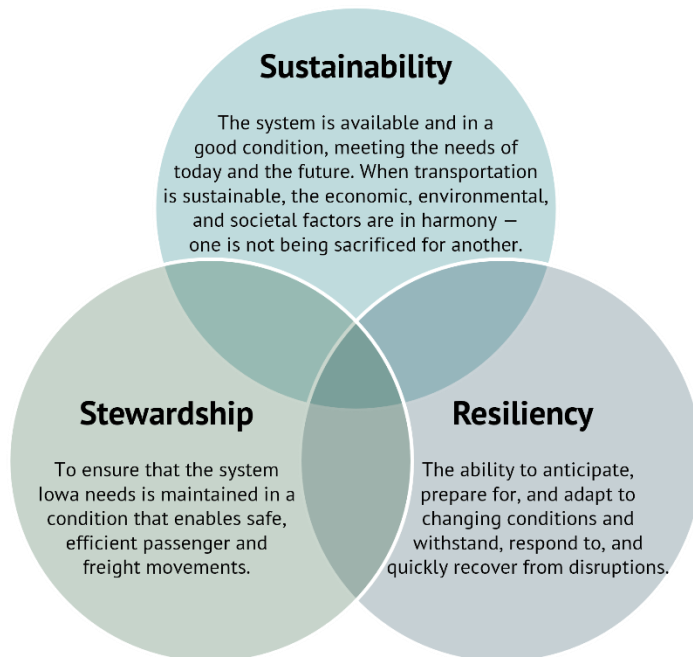 Sustainability
The system is available and in a
good condition, meeting the needs of
today and the future. When transportation
is sustainable, the economic, environmental,
and societal factors are in harmony —
one is not being sacrificed for another.
Stewardship
To ensure that the system
Iowa needs is maintained in a
condition that enables safe,
efficient passenger and
freight movements.
Resiliency
The ability to anticipate,
prepare for, and adapt to
changing conditions and
withstand, respond to, and
quickly recover from disruptions.